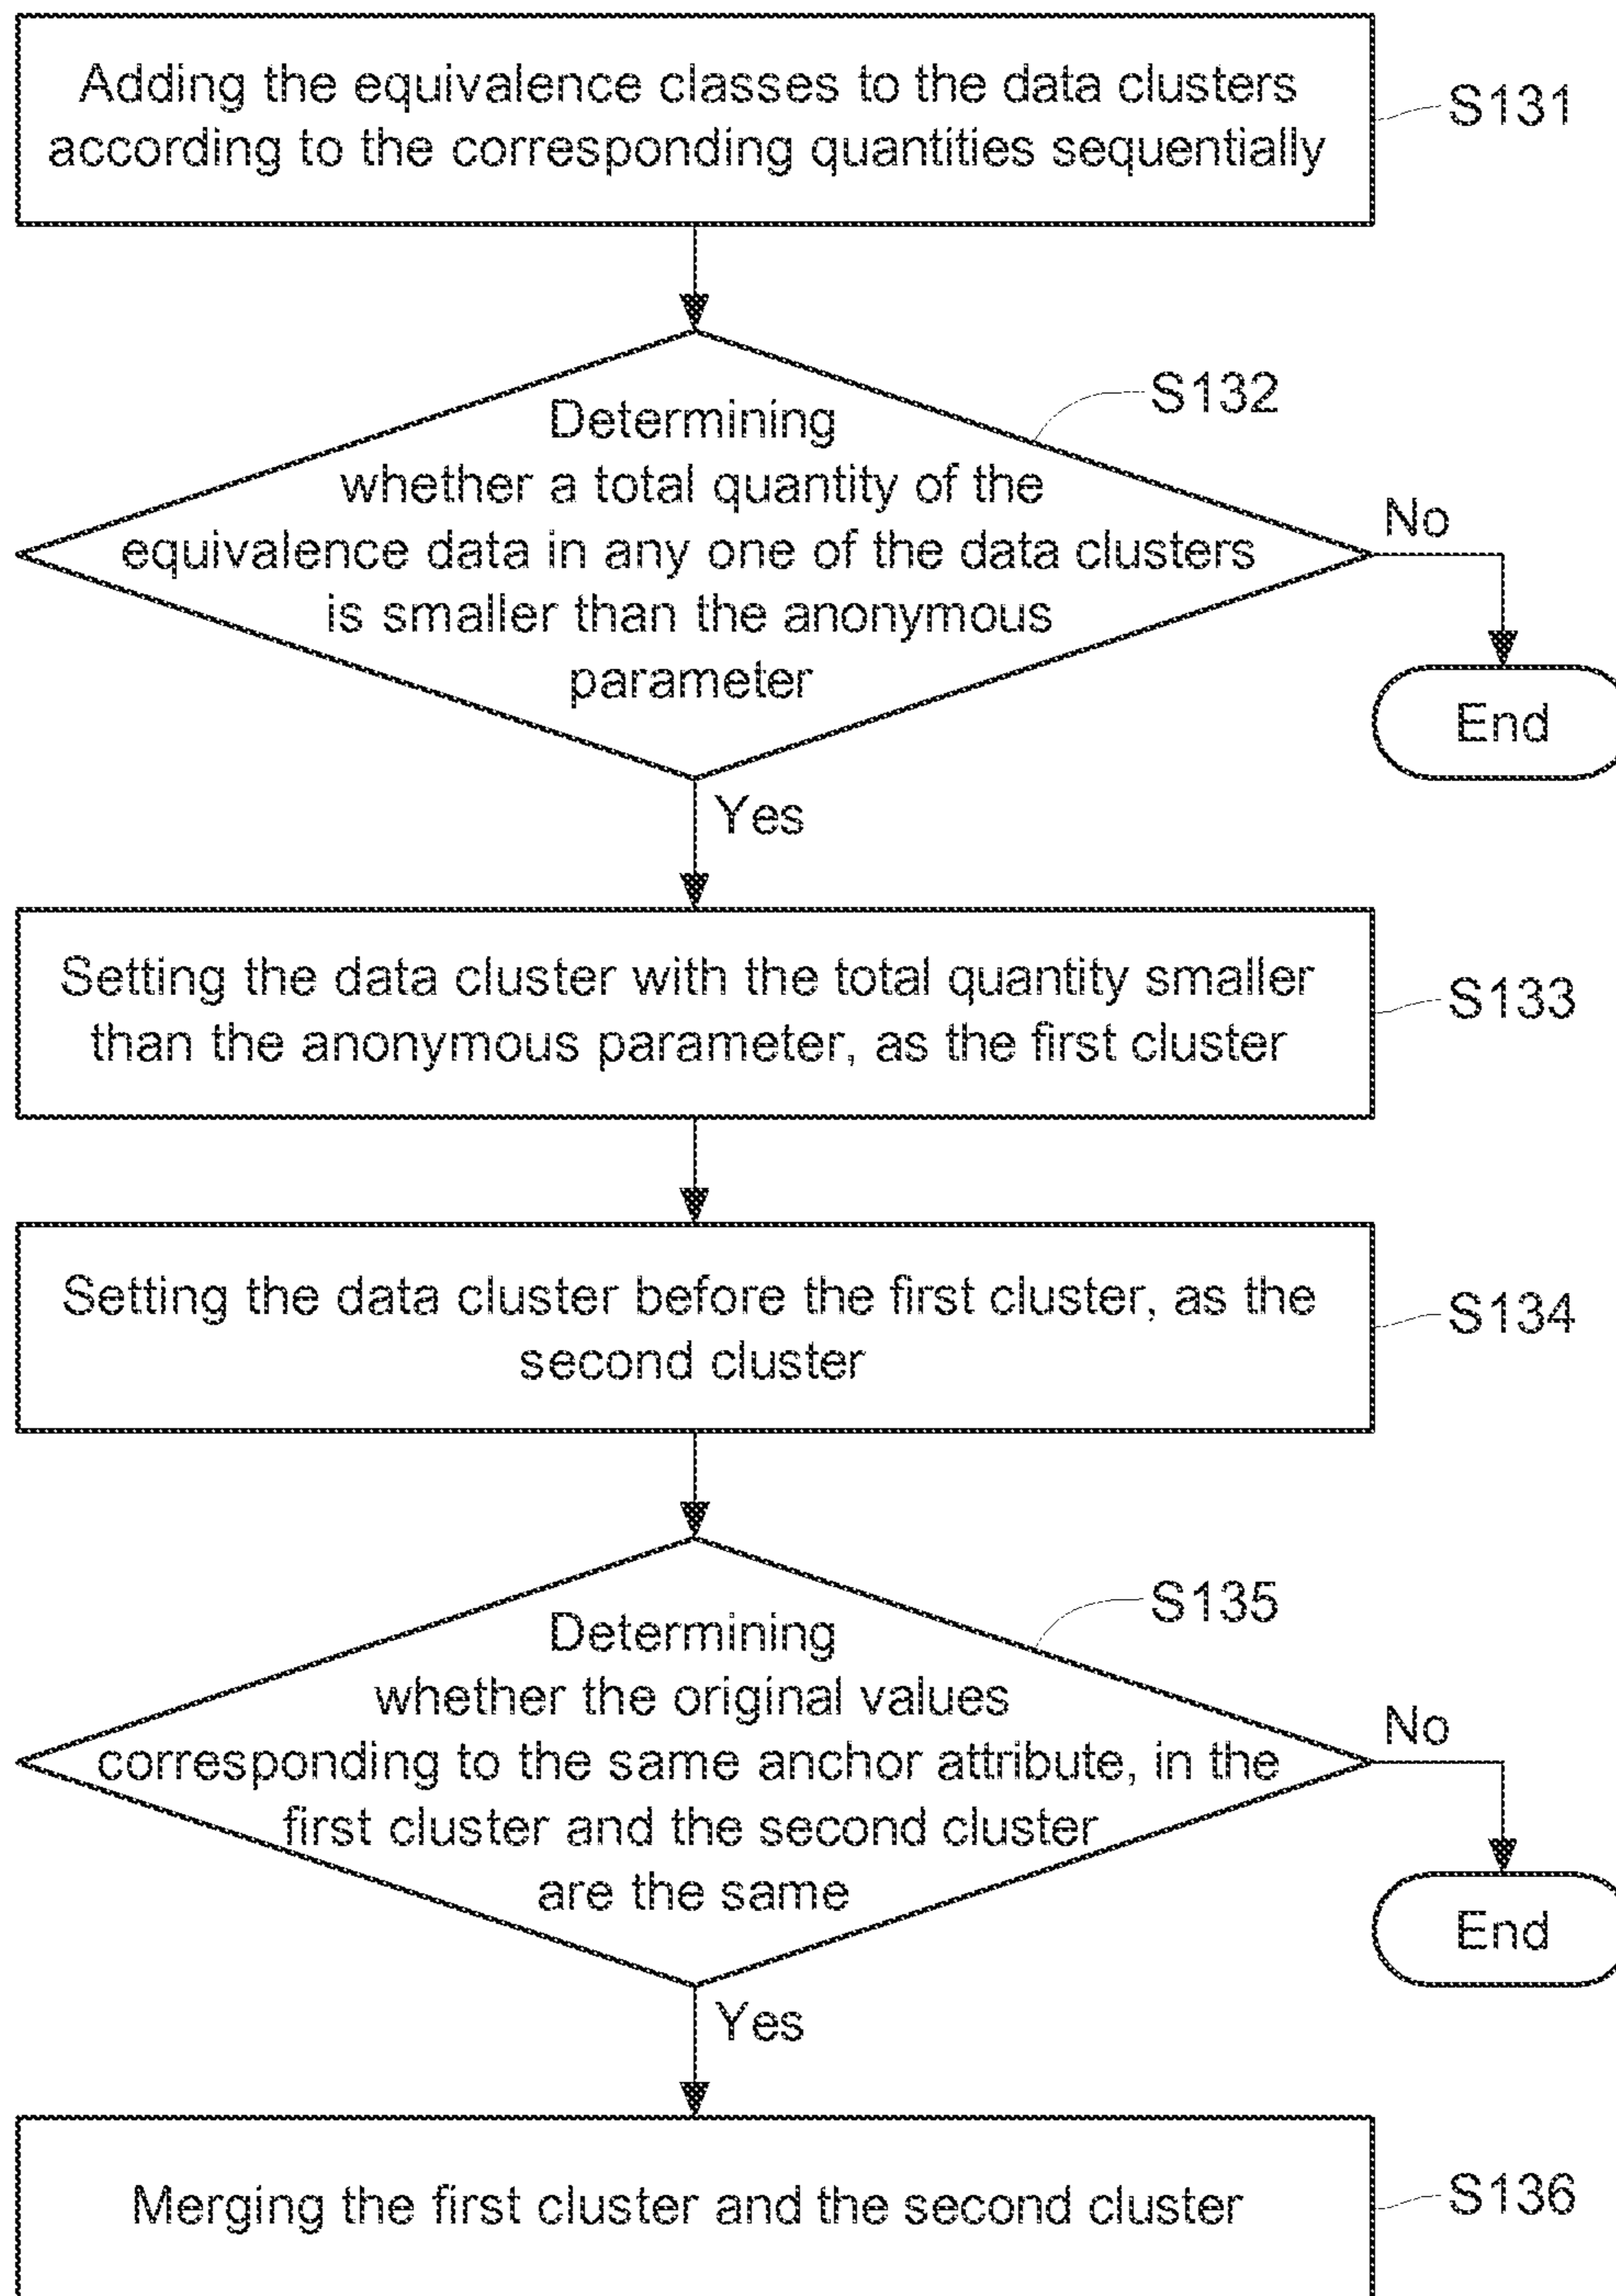 Adding the equivalence classes to the data clusters
according to the corresponding quantities sequentially
S131
S132
Determining
whether a total quantity of the
equivalence data in any one of the data clusters
is smaller than the anonymous
parameter
No
End
Yes
Setting the data cluster with the total quantity smaller
than the anonymous parameter, as the first cluster
S133
Setting the data cluster before the first cluster, as the
second cluster
S134
S135
Determining
whether the original values
corresponding to the same anchor attribute, in the
first cluster and the second cluster
are the same
No
End
Yes
Merging the first cluster and the second cluster
S136